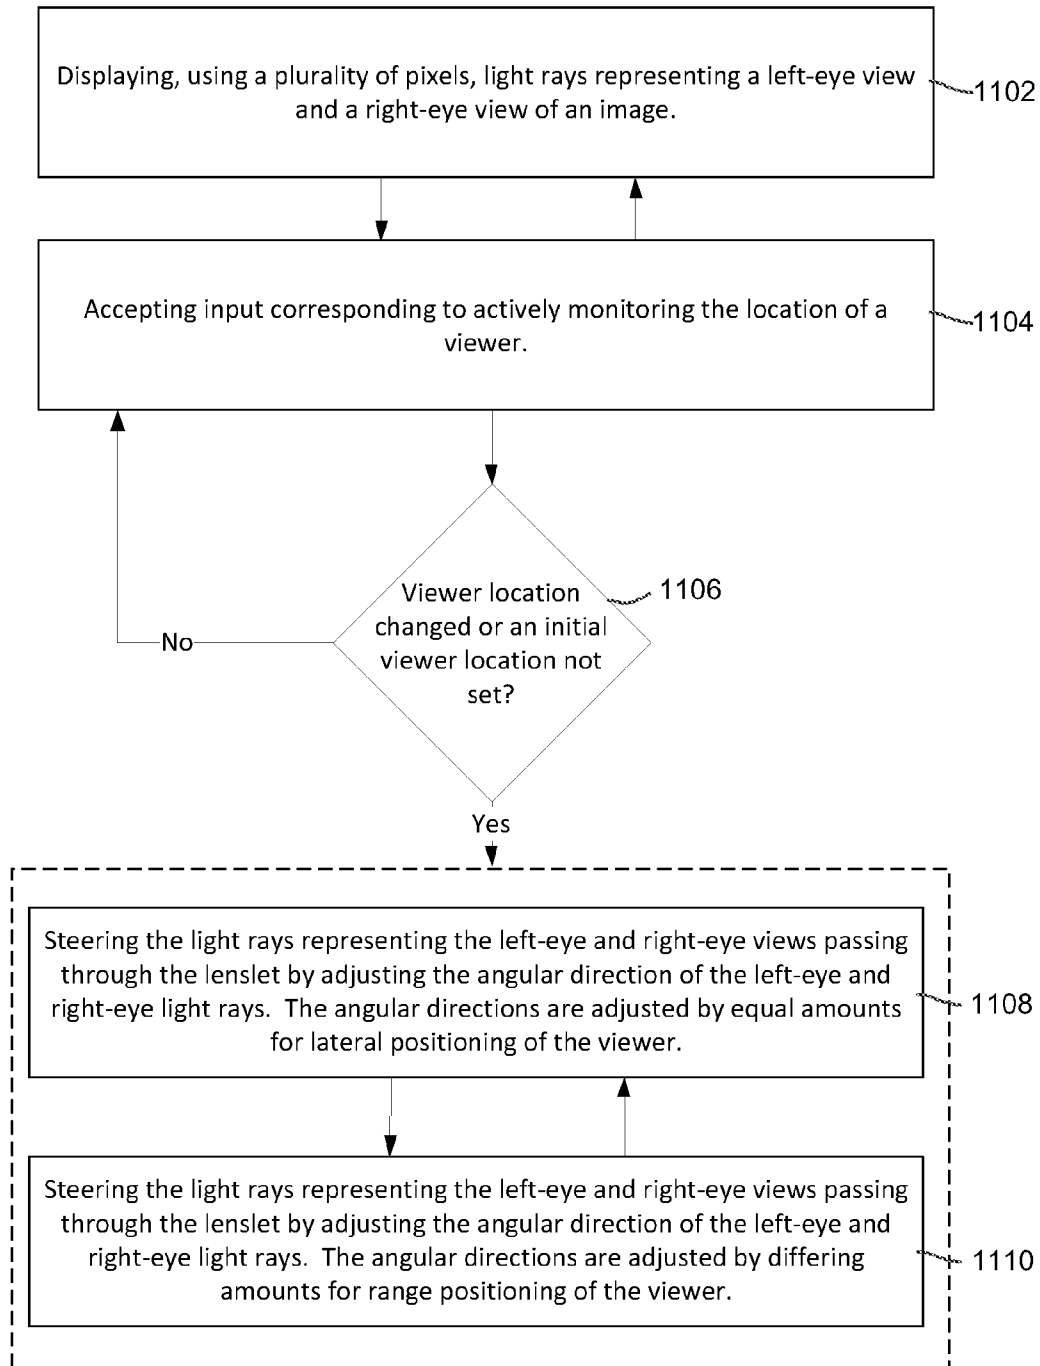 Displaying, using a plurality of pixels, light rays representing a left-eye view
and a right-eye view of an image.
1102
Accepting input corresponding to actively monitoring the location of a
viewer.
1104
Viewer location
changed or an initial
viewer location not
set?
1106
No
Yes
Steering the light rays representing the left-eye and right-eye views passing
through the lenslet by adjusting the angular direction of the left-eye and
right-eye light rays.  The angular directions are adjusted by equal amounts
for lateral positioning of the viewer.
1108
Steering the light rays representing the left-eye and right-eye views passing
through the lenslet by adjusting the angular direction of the left-eye and
right-eye light rays.  The angular directions are adjusted by differing
amounts for range positioning of the viewer.
1110